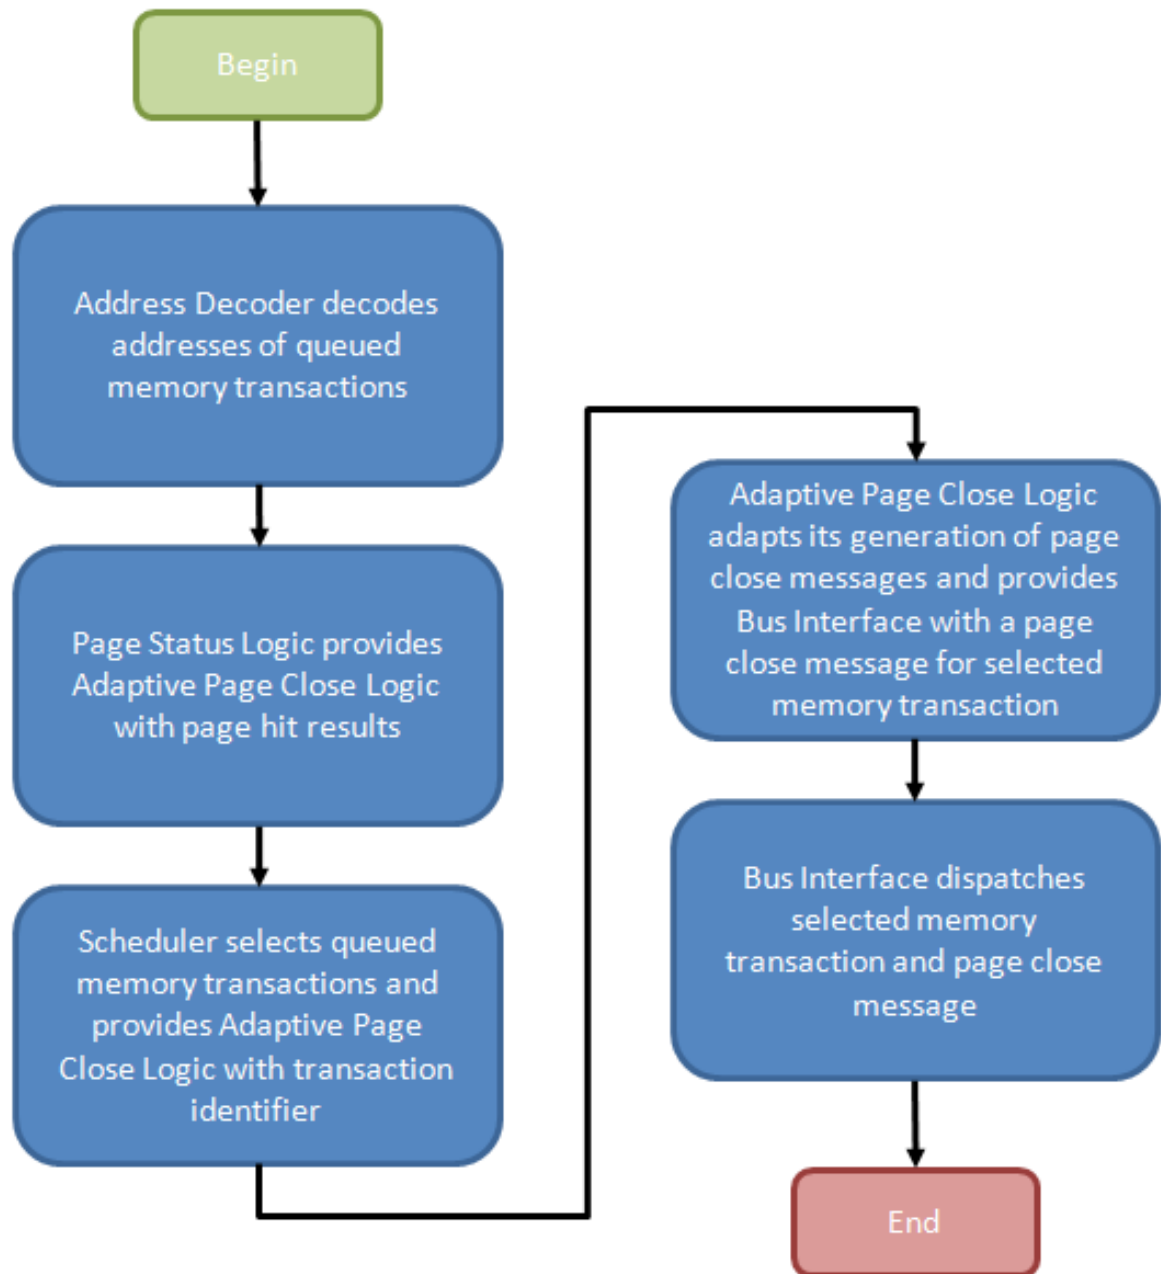 Begin
Address Decoder decodes
addresses of queued
memory transactions
Page Status Logic provides
Adaptive Page Close Logic
with page hit results
Scheduler selects queued
memory transactions and
provides Adaptive Page
Close Logic with transaction
identifier
Adaptive Page Close Logic
adapts its generation of page
close messages and provides
Bus Interface with a page
close message for selected
memory transaction
Bus Interface dispatches
selected memory
transaction and page close
message
End